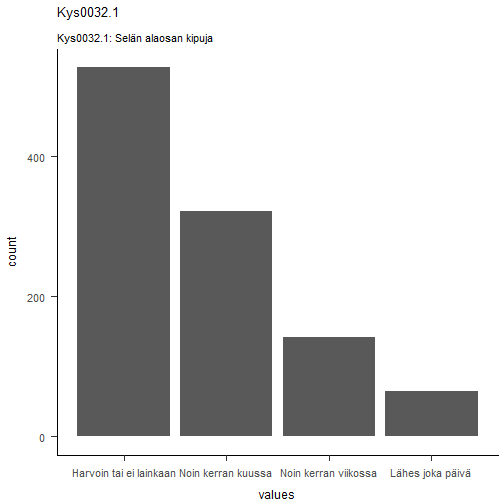 Kys0032.1
Kys0032.1: Selän alaosan kipuja
400
200
0
count
Harvoin tai ei lainkaan Noin kerran kuussa Noin kerran viikossa Lähes joka päivä
values